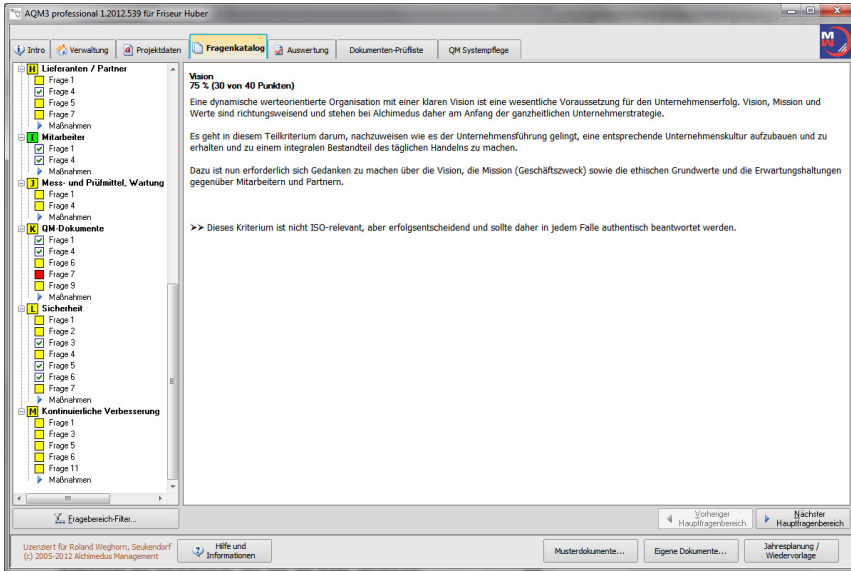 AQM3 professional 1.2012.539 für Friseur Huber
Intro
Verwaltung
Projektdaten
Fragenkatalog
Auswertung
Dokumenten-Prüfliste
QM Systempflege
H Lieferanten / Partner
Frage 1
Frage 4
Frage 5
Frage 7
Maßnahmen
I Mitarbeiter
Frage 1
Frage 4
Maßnahmen
J Mess- und Prüfmittel, Wartung
Frage 1
Frage 4
Maßnahmen
K QM-Dokumente
Frage 1
Frage 4
Frage 6
Frage 7
Frage 9
Maßnahmen
L Sicherheit
Frage 1
Frage 2
Frage 3
Frage 4
Frage 5
Frage 6
Frage 7
Maßnahmen
M Kontinuierliche Verbesserung
Frage 1
Frage 3
Frage 5
Frage 6
Frage 11
Maßnahmen
Fragebereich-Filter...
Vision
75 % (30 von 40 Punkten)
Eine dynamische werteorientierte Organisation mit einer klaren Vision ist eine wesentliche Voraussetzung für den Unternehmenserfolg. Vision, Mission und
Werte sind richtungsweisend und stehen bei Alchimedus daher am Anfang der ganzheitlichen Unternehmerstrategie.
Es geht in diesem Teilkriterium darum, nachzuweisen wie es der Unternehmensführung gelingt, eine entsprechende Unternehmenskultur aufzubauen und zu
erhalten und zu einem integralen Bestandteil des täglichen Handelns zu machen.
Dazu ist nun erforderlich sich Gedanken zu machen über die Vision, die Mission (Geschäftszweck) sowie die ethischen Grundwerte und die Erwartungshaltungen
gegenüber Mitarbeitern und Partnern.
➢➢ Dieses Kriterium ist nicht ISO-relevant, aber erfolgsentscheidend und sollte daher in jedem Falle authentisch beantwortet werden.
Vorheriger
Hauptfragenbereich
Nächster
Hauptfragenbereich
Lizenziert für Roland Weghorn, Seukendorf
(c) 2005-2012 Alchimedus Management
Hilfe und
Informationen
Musterdokumente...
Eigene Dokumente...
Jahresplanung /
Wiedervorlage